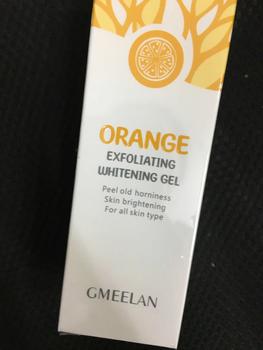 ORANGE
EXFOLIATING
WHITENING GEL
Peel old horniness
Skin brightening
For all skin type
GMEELAN